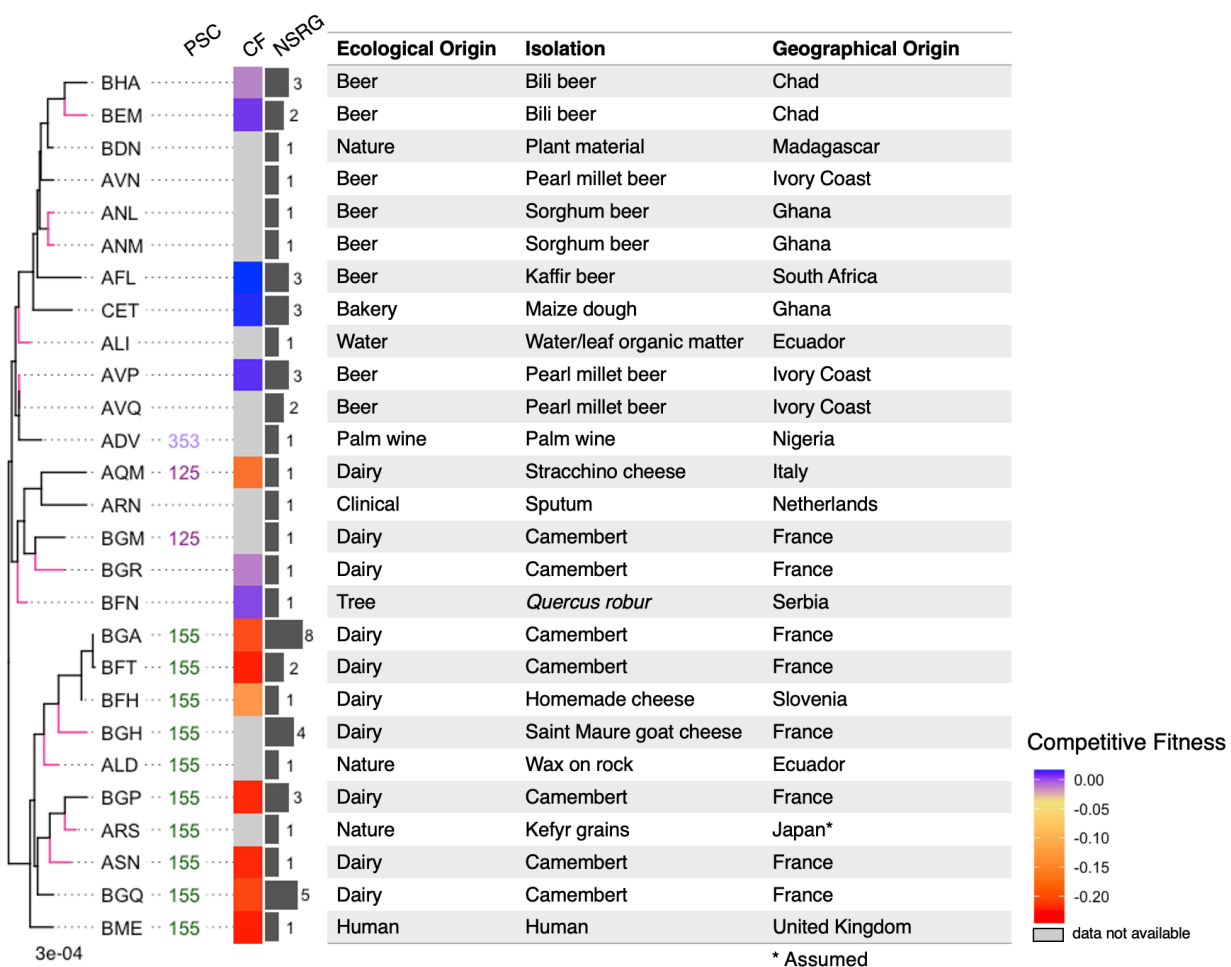 PSC CF NSRG Ecological Origin Isolation Geographical Origin
BHA 3 Beer Bili beer Chad
BEM 2 Beer Bili beer Chad
BDN 1 Nature Plant material Madagascar
AVN 1 Beer Pearl millet beer Ivory Coast
ANL 1 Beer Sorghum beer Ghana
ANM 1 Beer Sorghum beer Ghana
AFL 3 Beer Kaffir beer South Africa
CET 3 Bakery Maize dough Ghana
ALI 1 Water Water/leaf organic matter Ecuador
AVP 3 Beer Pearl millet beer Ivory Coast
AVQ 2 Beer Pearl millet beer Ivory Coast
ADV 353 1 Palm wine Palm wine Nigeria
AQM 125 1 Dairy Stracchino cheese Italy
ARN 1 Clinical Sputum Netherlands
BGM 125 1 Dairy Camembert France
BGR 1 Dairy Camembert France
BFN 1 Tree Quercus robur Serbia
BGA 155 8 Dairy Camembert France
BFT 155 2 Dairy Camembert France
BFH 155 1 Dairy Homemade cheese Slovenia
BGH 155 4 Dairy Saint Maure goat cheese France
ALD 155 1 Nature Wax on rock Ecuador
BGP 155 3 Dairy Camembert France
ARS 155 1 Nature Kefyr grains Japan*
ASN 155 1 Dairy Camembert France
BGQ 155 5 Dairy Camembert France
BME 155 1 Human Human United Kingdom
3e-04
* Assumed
Competitive Fitness
0.00
-0.05
-0.10
-0.15
-0.20
data not available